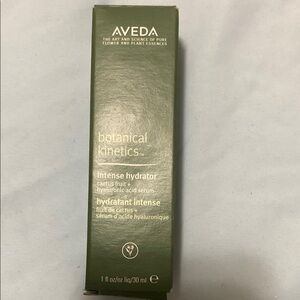 AVEDA
THE ART AND SCIENCE OF PURE
FLOWER AND PLANT ESSENCES
botanical
kinetics™
intense hydrator
cactus fruit +
hyaluronic acid serum
hydratant intense
fruit de cactus +
sérum d'acide hyaluronique
1 fl oz/oz liq/30 ml ℮